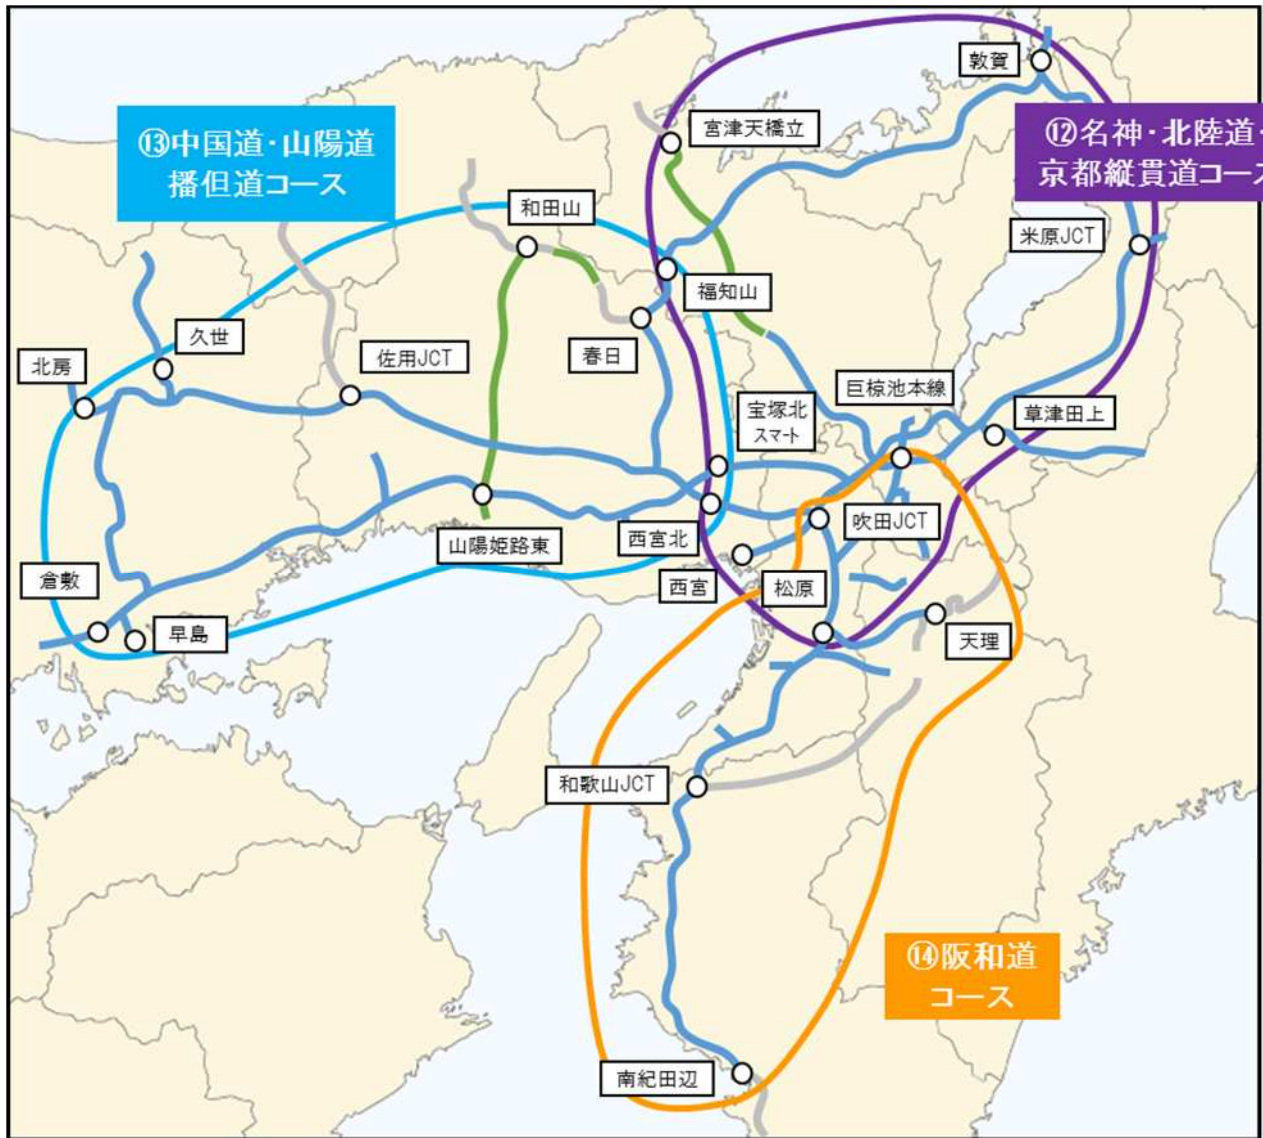 敦賀
⑬中国道・山陽道
播但道コース
宮津天橋立
⑫名神・北陸道・
京都縦貫道コース
和田山
米原JCT
福知山
久世
春日
佐用JCT
北房
巨椋池本線
宝塚北
スマート
草津田上
吹田JCT
山陽姫路東
西宮北
倉敷
西宮
松原
早島
天理
和歌山JCT
⑭阪和道
コース
南紀田辺